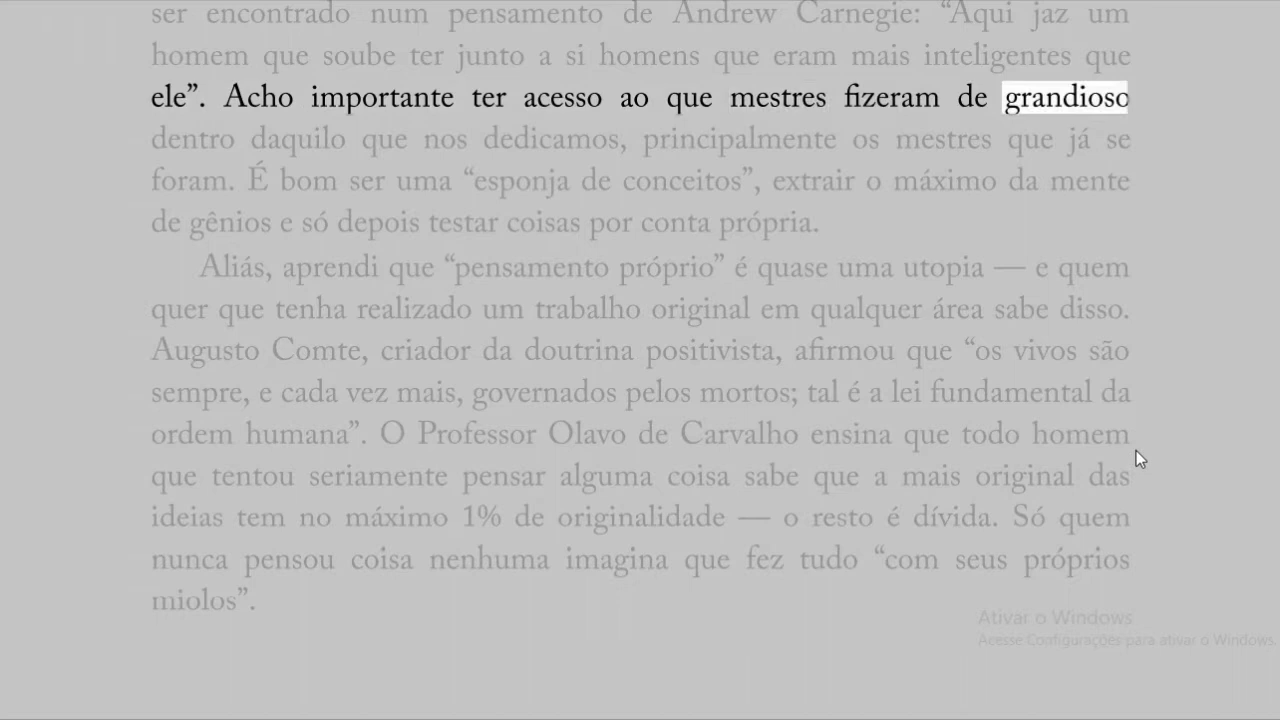 ser encontrado num pensamento de Andrew Carnegie: “Aqui jaz um
homem que soube ter junto a si homens que eram mais inteligentes que
ele”. Acho importante ter acesso ao que mestres fizeram de grandioso
dentro daquilo que nos dedicamos, principalmente os mestres que já se
foram. É bom ser uma “esponja de conceitos”, extrair o máximo da mente
de gênios e só depois testar coisas por conta própria.
Aliás, aprendi que “pensamento próprio” é quase uma utopia — e quem
quer que tenha realizado um trabalho original em qualquer área sabe disso.
Augusto Comte, criador da doutrina positivista, afirmou que “os vivos são
sempre, e cada vez mais, governados pelos mortos; tal é a lei fundamental da
ordem humana”. O Professor Olavo de Carvalho ensina que todo homem
que tentou seriamente pensar alguma coisa sabe que a mais original das
ideias tem no máximo 1% de originalidade — o resto é dívida. Só quem
nunca pensou coisa nenhuma imagina que fez tudo “com seus próprios
miolos”.
Ativar o Windows
Acesse Configurações para ativar o Windows.